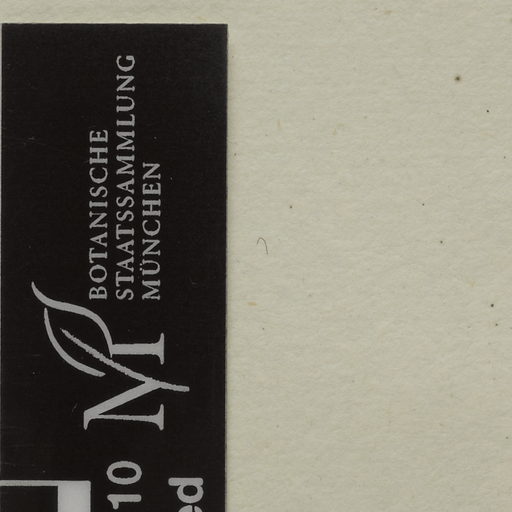 BOTANISCHE
STAATSSAMMLUNG
MÜNCHEN
M
10
ed